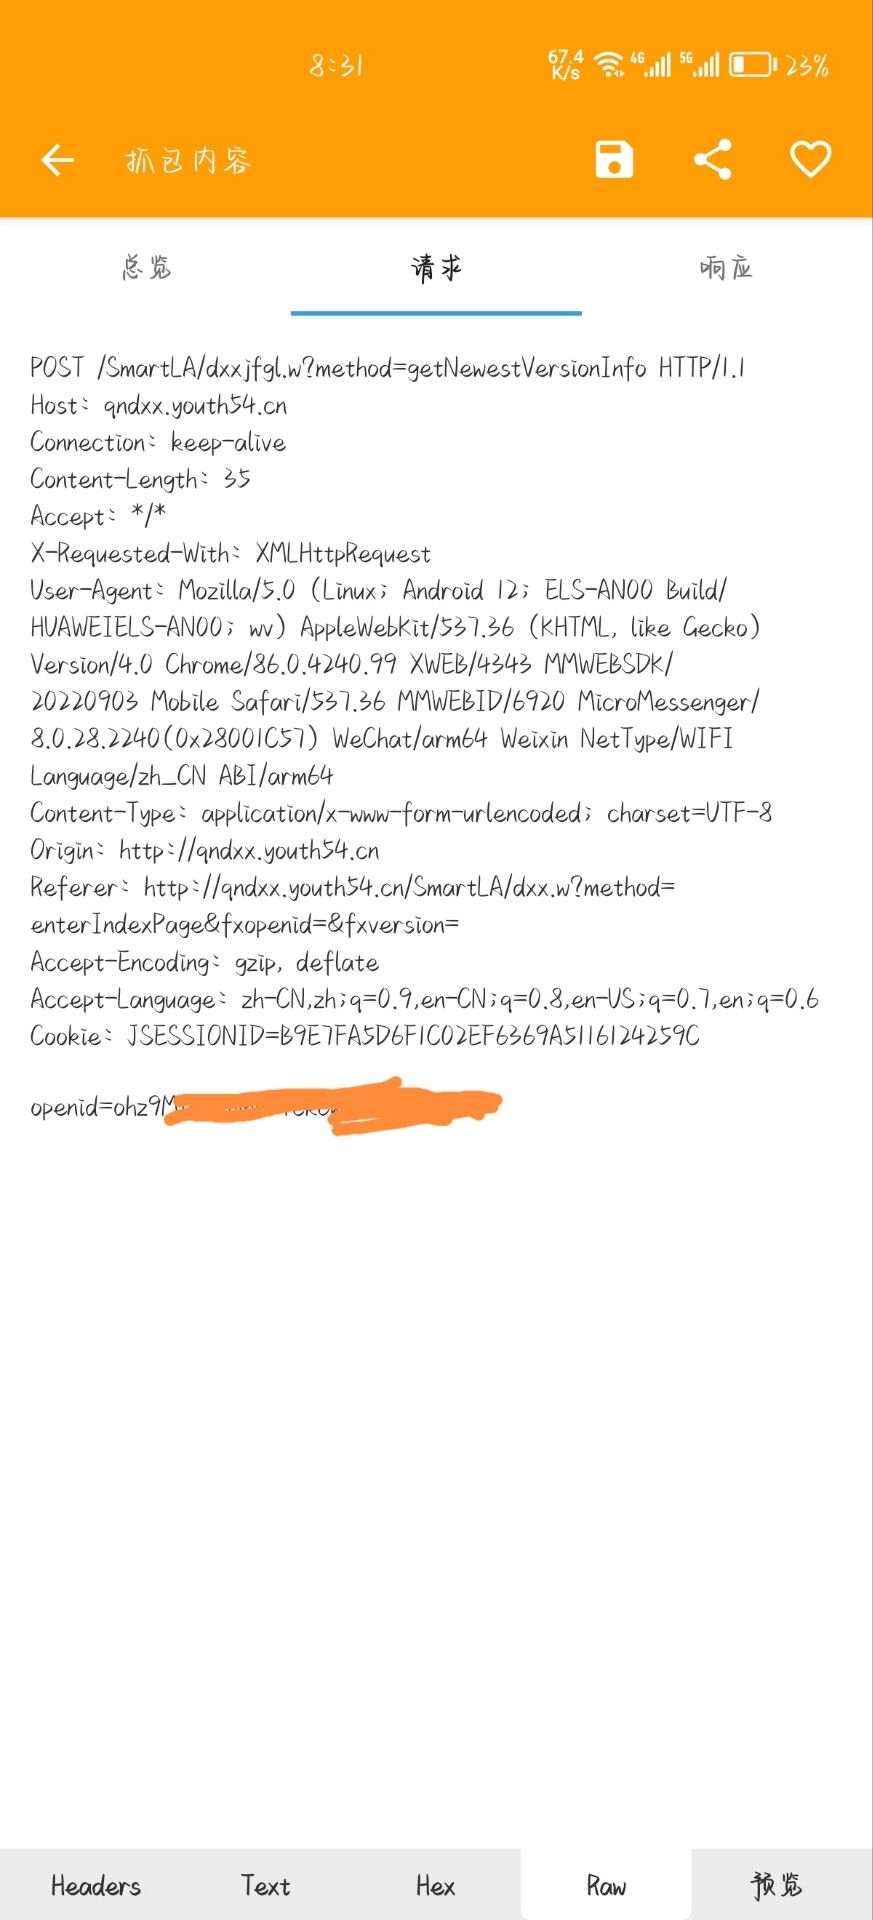 8:31
67.4 K/s
4G
5G
23%
抓包内容
总览 请求 响应
POST /SmartLA/dxxjfgl.w?method=getNewestVersionInfo HTTP/1.1
Host: qndxx.youth54.cn
Connection: keep-alive
Content-Length: 35
Accept: */*
X-Requested-With: XMLHttpRequest
User-Agent: Mozilla/5.0 (Linux; Android 12; ELS-AN00 Build/
HUAWEIELS-AN00; wv) AppleWebKit/537.36 (KHTML, like Gecko)
Version/4.0 Chrome/86.0.4240.99 XWEB/4343 MMWEBSDK/
20220903 Mobile Safari/537.36 MMWEBID/6920 MicroMessenger/
8.0.28.2240(0x28001C57) WeChat/arm64 Weixin NetType/WIFI
Language/zh_CN ABI/arm64
Content-Type: application/x-www-form-urlencoded; charset=UTF-8
Origin: http://qndxx.youth54.cn
Referer: http://qndxx.youth54.cn/SmartLA/dxx.w?method=
enterIndexPage&fxopenid=&fxversion=
Accept-Encoding: gzip, deflate
Accept-Language: zh-CN,zh;q=0.9,en-CN;q=0.8,en-US;q=0.7,en;q=0.6
Cookie: JSESSIONID=B9E7FA5D6F1C02EF6369A5116124259C
openid=ohz9M
Headers Text Hex Raw 预览